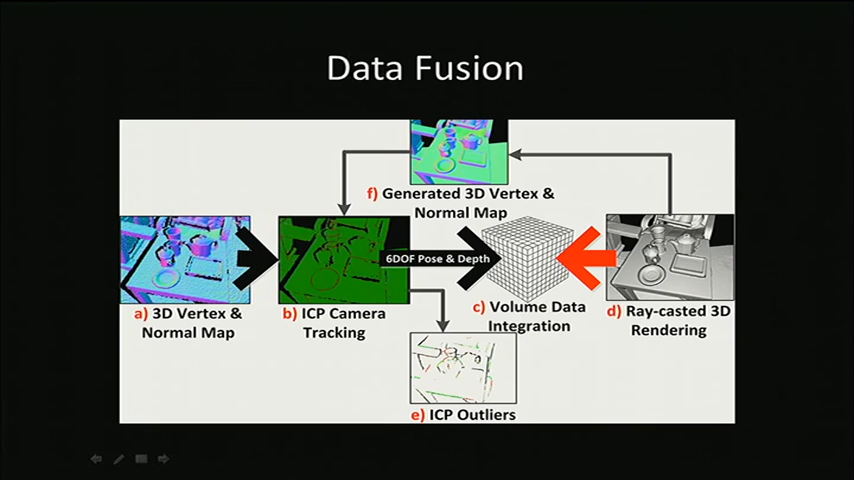 Data Fusion
f) Generated 3D Vertex &
Normal Map
6DOF Pose & Depth
a) 3D Vertex &
Normal Map
b) ICP Camera
Tracking
c) Volume Data
Integration
d) Ray-casted 3D
Rendering
e) ICP Outliers